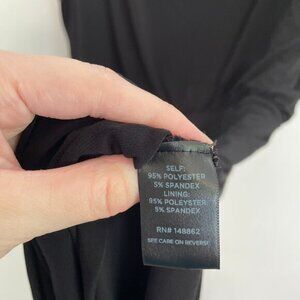 SELF:
95% POLYESTER
5% SPANDEX
LINING:
95% POLYESTER
5% SPANDEX
RN# 148862
SEE CARE ON REVERSE